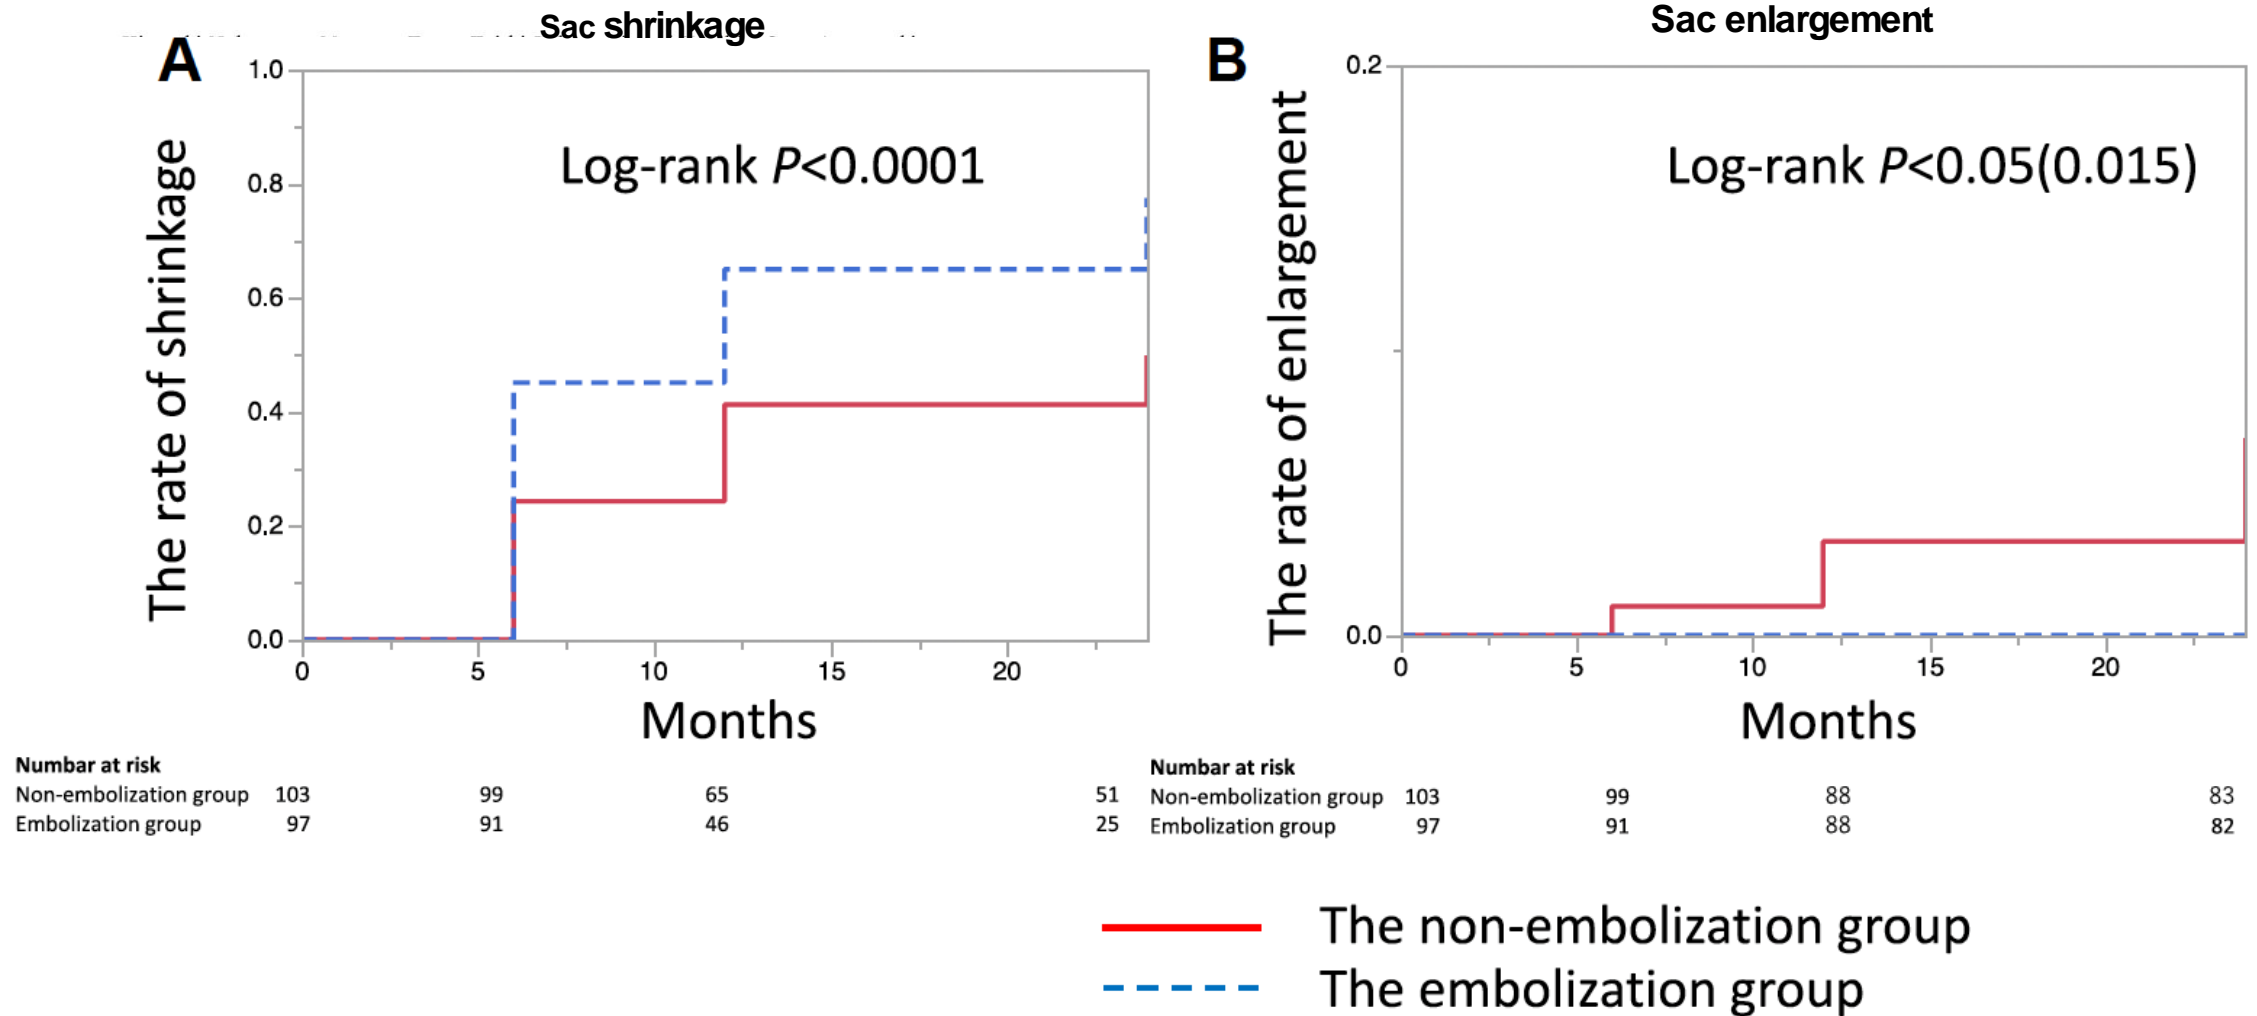 Sac shrinkage
A
1.0
0.8
0.6
0.4
0.2
0.0
The rate of shrinkage
Log-rank P<0.0001
0 5 10 15 20
Months
Numbar at risk
Non-embolization group 103 99 65 51
Embolization group 97 91 46 25
Sac enlargement
B
0.2
0.0
The rate of enlargement
Log-rank P<0.05(0.015)
0 5 10 15 20
Months
Numbar at risk
Non-embolization group 103 99 88 83
Embolization group 97 91 88 82
The non-embolization group
The embolization group